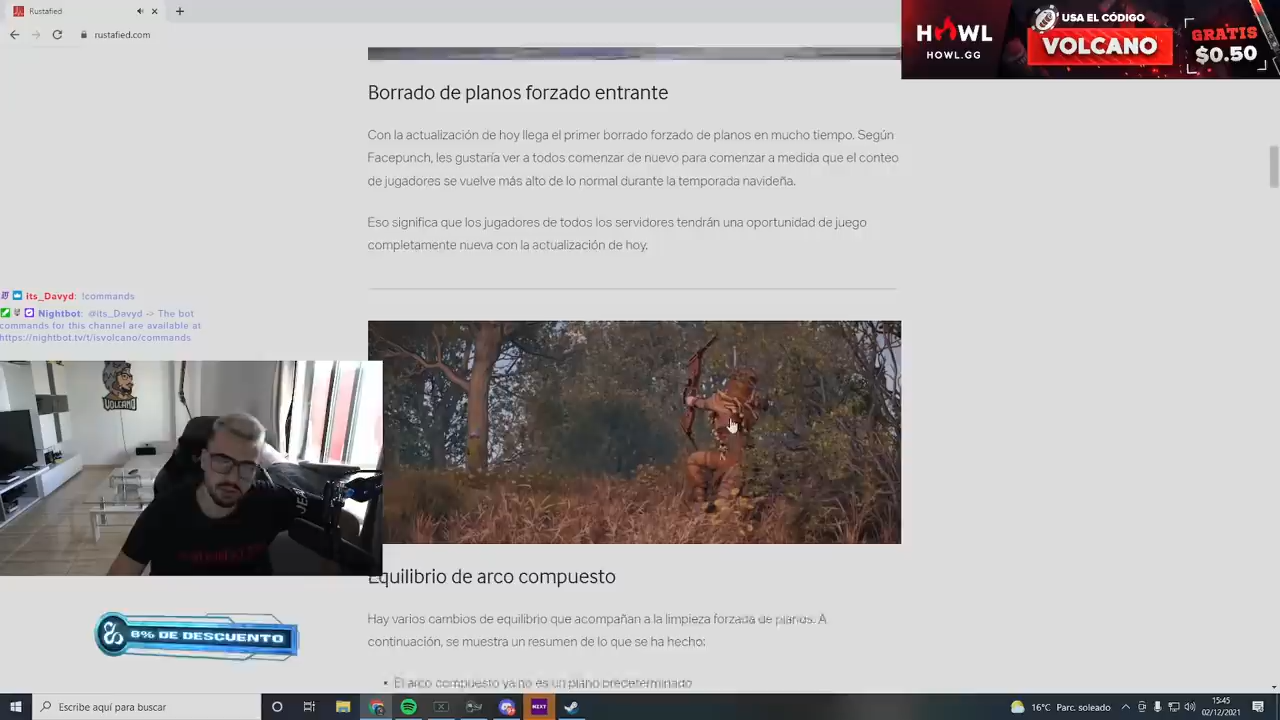 Rustafied
rustafied.com
HOWL
HOWL.GG
USA EL CÓDIGO
VOLCANO
GRATIS
$0.50
Borrado de planos forzado entrante
Con la actualización de hoy llega el primer borrado forzado de planos en mucho tiempo. Según
Facepunch, les gustaría ver a todos comenzar de nuevo para comenzar a medida que el conteo
de jugadores se vuelve más alto de lo normal durante la temporada navideña.
Eso significa que los jugadores de todos los servidores tendrán una oportunidad de juego
completamente nueva con la actualización de hoy.
its_Davyd: !commands
Nightbot: @its_Davyd -> The bot
commands for this channel are available at
https://nightbot.tv/t/isvolcano/commands
VOLCANO
Equilibrio de arco compuesto
Hay varios cambios de equilibrio que acompañan a la limpieza forzada de planos. A
continuación, se muestra un resumen de lo que se ha hecho:
• El arco compuesto ya no es un plano predeterminado
8% DE DESCUENTO
Escribe aquí para buscar
NEXT
16°C Parc. soleado
15:45
02/12/2021